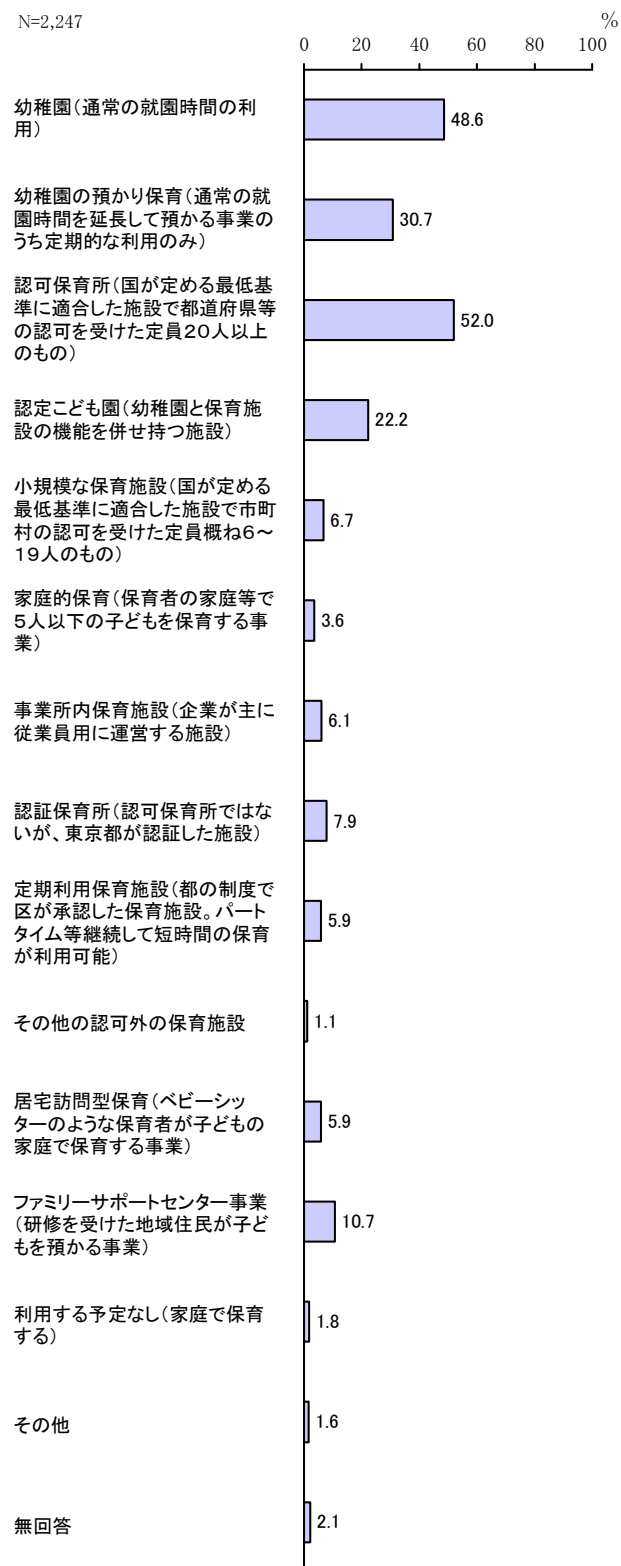 N=2,247
%
0 20 40 60 80 100
幼稚園（通常の就園時間の利
用）
48.6
幼稚園の預かり保育（通常の就
園時間を延長して預かる事業の
うち定期的な利用のみ）
30.7
認可保育所（国が定める最低基
準に適合した施設で都道府県等
の認可を受けた定員２０人以上
のもの）
52.0
認定こども園（幼稚園と保育施
設の機能を併せ持つ施設）
22.2
小規模な保育施設（国が定める
最低基準に適合した施設で市町
村の認可を受けた定員概ね６～
１９人のもの）
6.7
家庭的保育（保育者の家庭等で
５人以下の子どもを保育する事
業）
3.6
事業所内保育施設（企業が主に
従業員用に運営する施設）
6.1
認証保育所（認可保育所ではな
いが、東京都が認証した施設）
7.9
定期利用保育施設（都の制度で
区が承認した保育施設。パート
タイム等継続して短時間の保育
が利用可能）
5.9
その他の認可外の保育施設
1.1
居宅訪問型保育（ベビーシッ
ターのような保育者が子どもの
家庭で保育する事業）
5.9
ファミリーサポートセンター事業
（研修を受けた地域住民が子ど
もを預かる事業）
10.7
利用する予定なし（家庭で保育
する）
1.8
その他
1.6
無回答
2.1